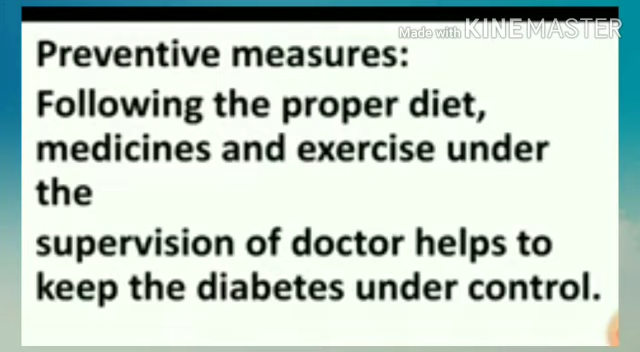 Made with KINEMASTER
Preventive measures:
Following the proper diet,
medicines and exercise under
the
supervision of doctor helps to
keep the diabetes under control.